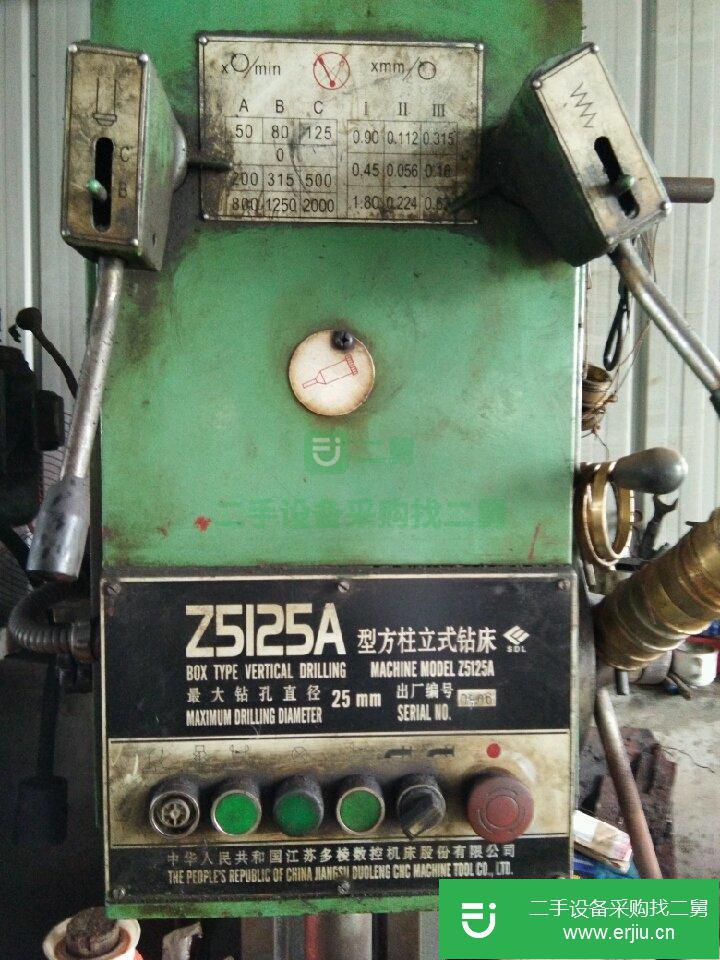 x /min xmm/
A B C I II III
50 80 125 0.90 0.112 0.315
0
200 315 500 0.45 0.056 0.16
800 1250 2000 1.80 0.224
C
B
二舅
二手设备采购找二舅
Z5125A 型方柱立式钻床 SDL
BOX TYPE VERTICAL DRILLING MACHINE MODEL Z5125A
最大钻孔直径 25mm 出厂编号
MAXIMUM DRILLING DIAMETER SERIAL NO.
中华人民共和国江苏多棱数控机床股份有限公司
THE PEOPLE'S REPUBLIC OF CHINA JIANGSU DUOLENG CNC MACHINE TOOL CO., LTD.
二手设备采购找二舅
www.erjiu.cn